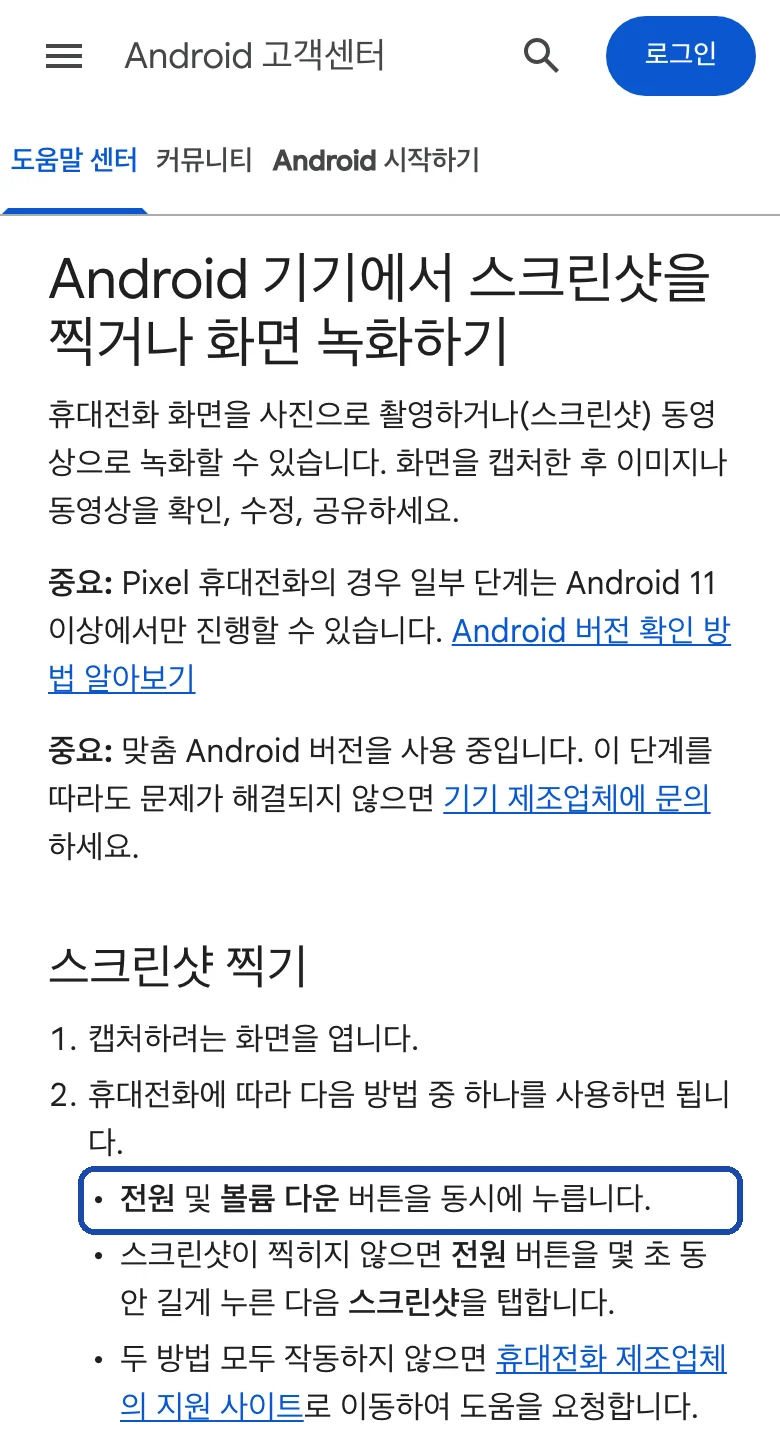 Android 고객센터
로그인
도움말 센터 커뮤니티 Android 시작하기
Android 기기에서 스크린샷을
찍거나 화면 녹화하기
휴대전화 화면을 사진으로 촬영하거나(스크린샷) 동영
상으로 녹화할 수 있습니다. 화면을 캡처한 후 이미지나
동영상을 확인, 수정, 공유하세요.
중요: Pixel 휴대전화의 경우 일부 단계는 Android 11
이상에서만 진행할 수 있습니다. Android 버전 확인 방
법 알아보기
중요: 맞춤 Android 버전을 사용 중입니다. 이 단계를
따라도 문제가 해결되지 않으면 기기 제조업체에 문의
하세요.
스크린샷 찍기
1. 캡처하려는 화면을 엽니다.
2. 휴대전화에 따라 다음 방법 중 하나를 사용하면 됩니
다.
• 전원 및 볼륨 다운 버튼을 동시에 누릅니다.
• 스크린샷이 찍히지 않으면 전원 버튼을 몇 초 동
안 길게 누른 다음 스크린샷을 탭합니다.
• 두 방법 모두 작동하지 않으면 휴대전화 제조업체
의 지원 사이트로 이동하여 도움을 요청합니다.